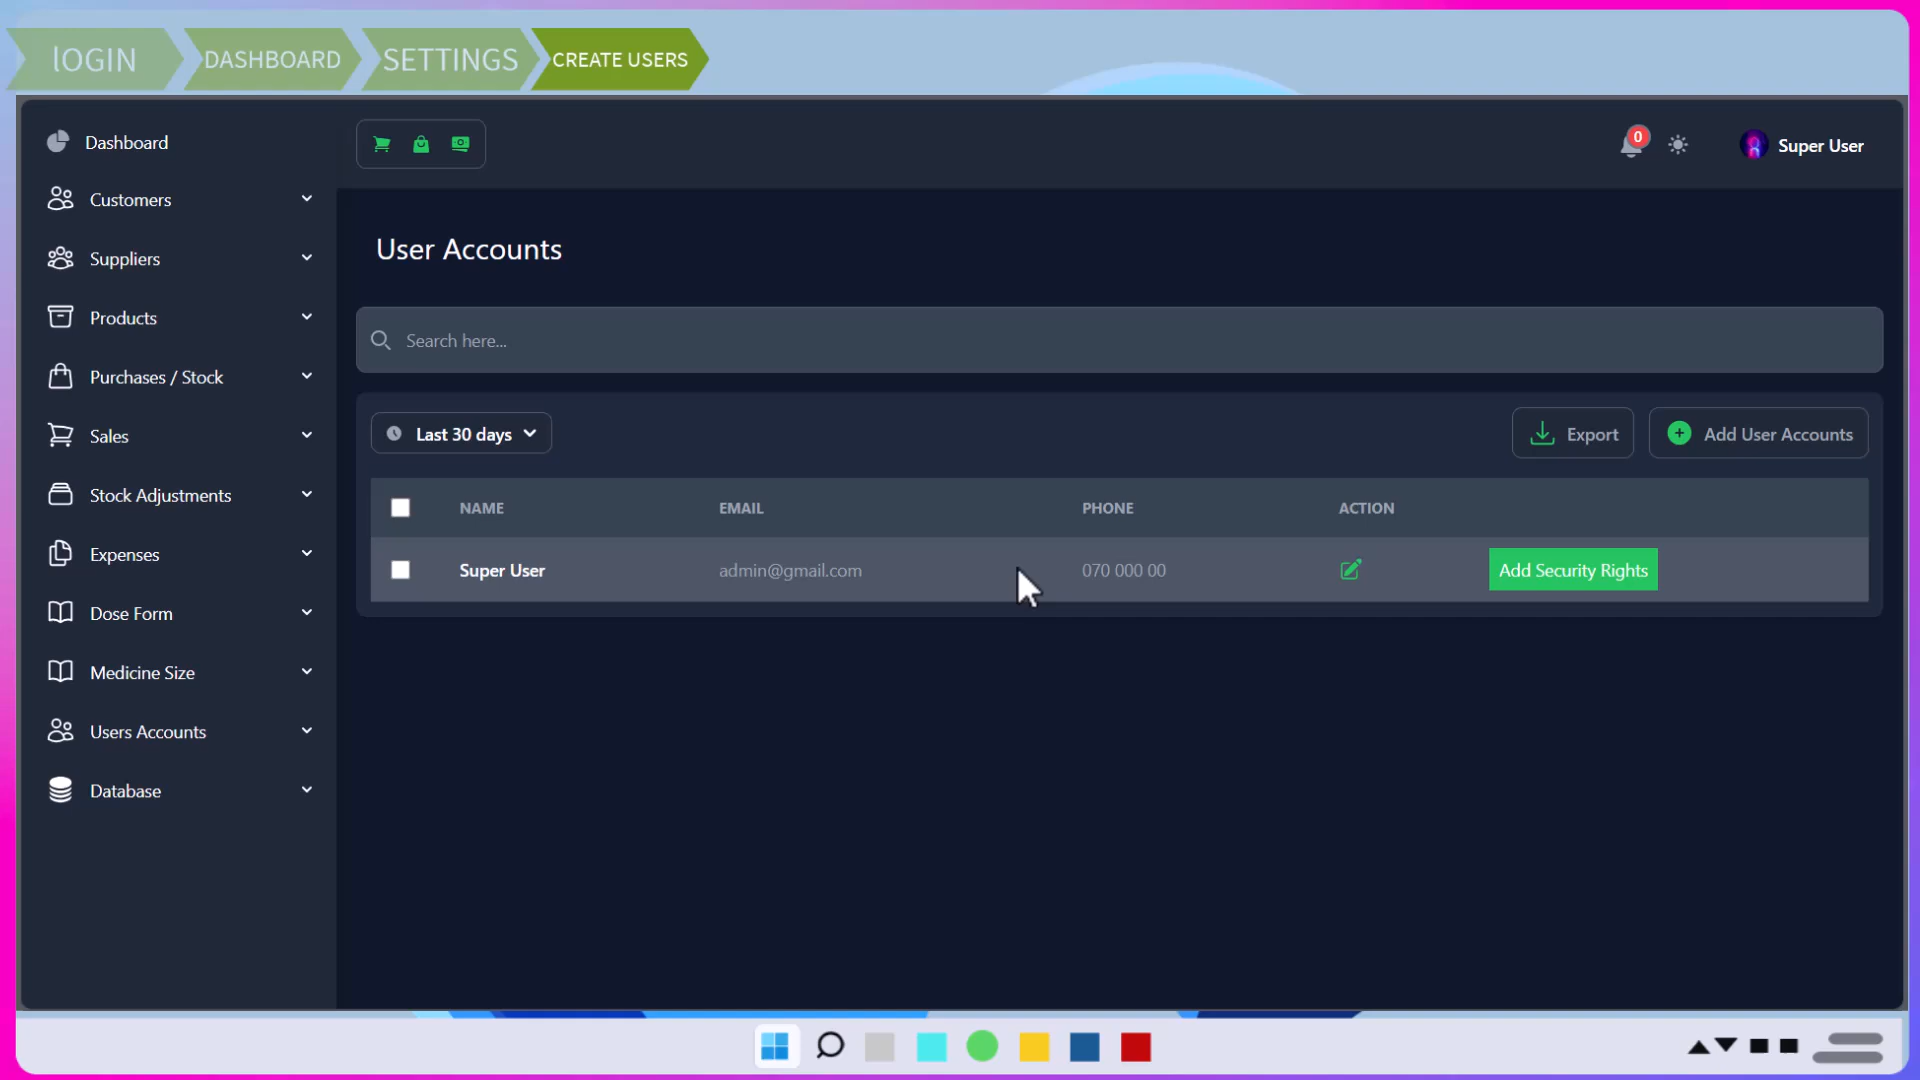 lOGIN
DASHBOARD
SETTINGS
CREATE USERS
Dashboard
Customers
Suppliers
Products
Purchases / Stock
Sales
Stock Adjustments
Expenses
Dose Form
Medicine Size
Users Accounts
Database
0
Super User
User Accounts
Search here...
Last 30 days
Export
Add User Accounts
NAME EMAIL PHONE ACTION
Super User admin@gmail.com 070 000 00 Add Security Rights